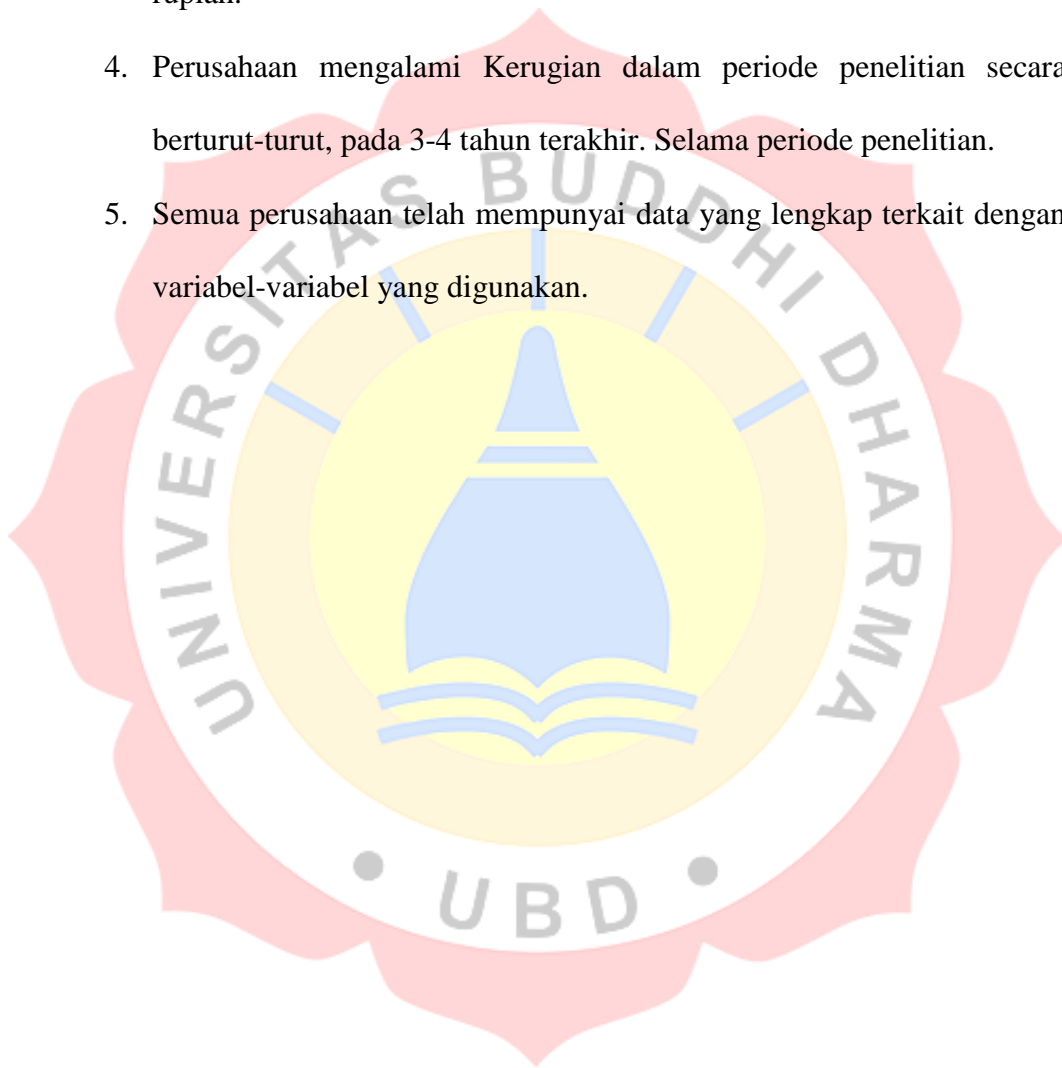 rupiah.
4. Perusahaan mengalami Kerugian dalam periode penelitian secara
berturut-turut, pada 3-4 tahun terakhir. Selama periode penelitian.
5. Semua perusahaan telah mempunyai data yang lengkap terkait dengan
variabel-variabel yang digunakan.
UNIVERSITAS BUDDHI DHARMA
• UBD •